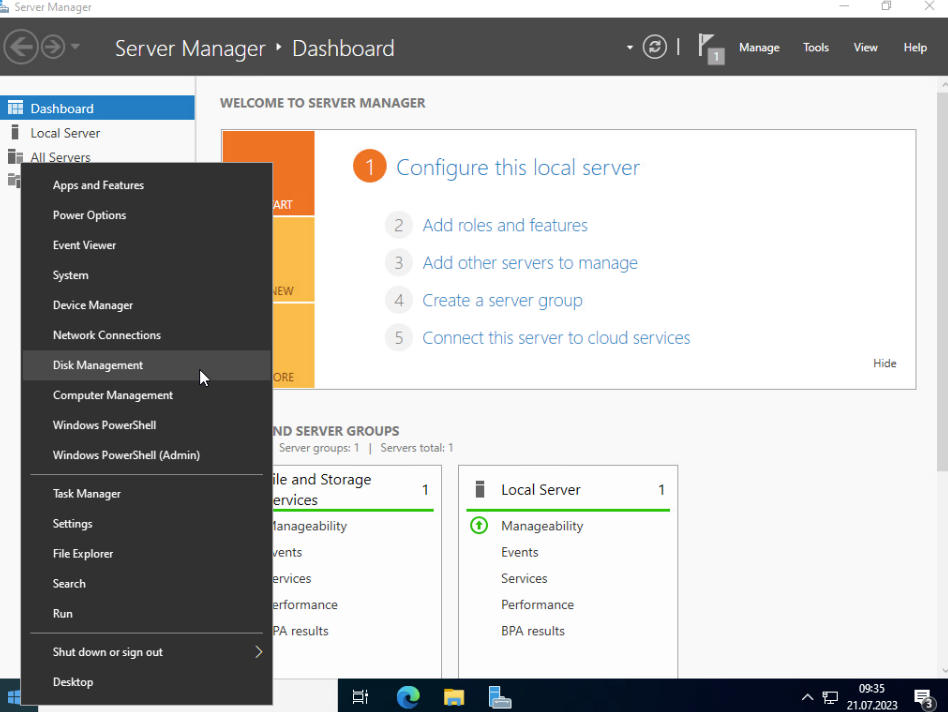 Server Manager
Server Manager • Dashboard
1
Manage
Tools
View
Help
Dashboard
Local Server
All Servers
WELCOME TO SERVER MANAGER
1 Configure this local server
2 Add roles and features
3 Add other servers to manage
4 Create a server group
5 Connect this server to cloud services
Hide
Apps and Features
Power Options
Event Viewer
System
Device Manager
Network Connections
Disk Management
Computer Management
Windows PowerShell
Windows PowerShell (Admin)
Task Manager
Settings
File Explorer
Search
Run
Shut down or sign out
Desktop
ART
NEW
ORE
ND SERVER GROUPS
Server groups: 1 | Servers total: 1
ile and Storage
ervices
1
anageability
vents
ervices
erformance
PA results
Local Server 1
Manageability
Events
Services
Performance
BPA results
09:35
21.07.2023
3